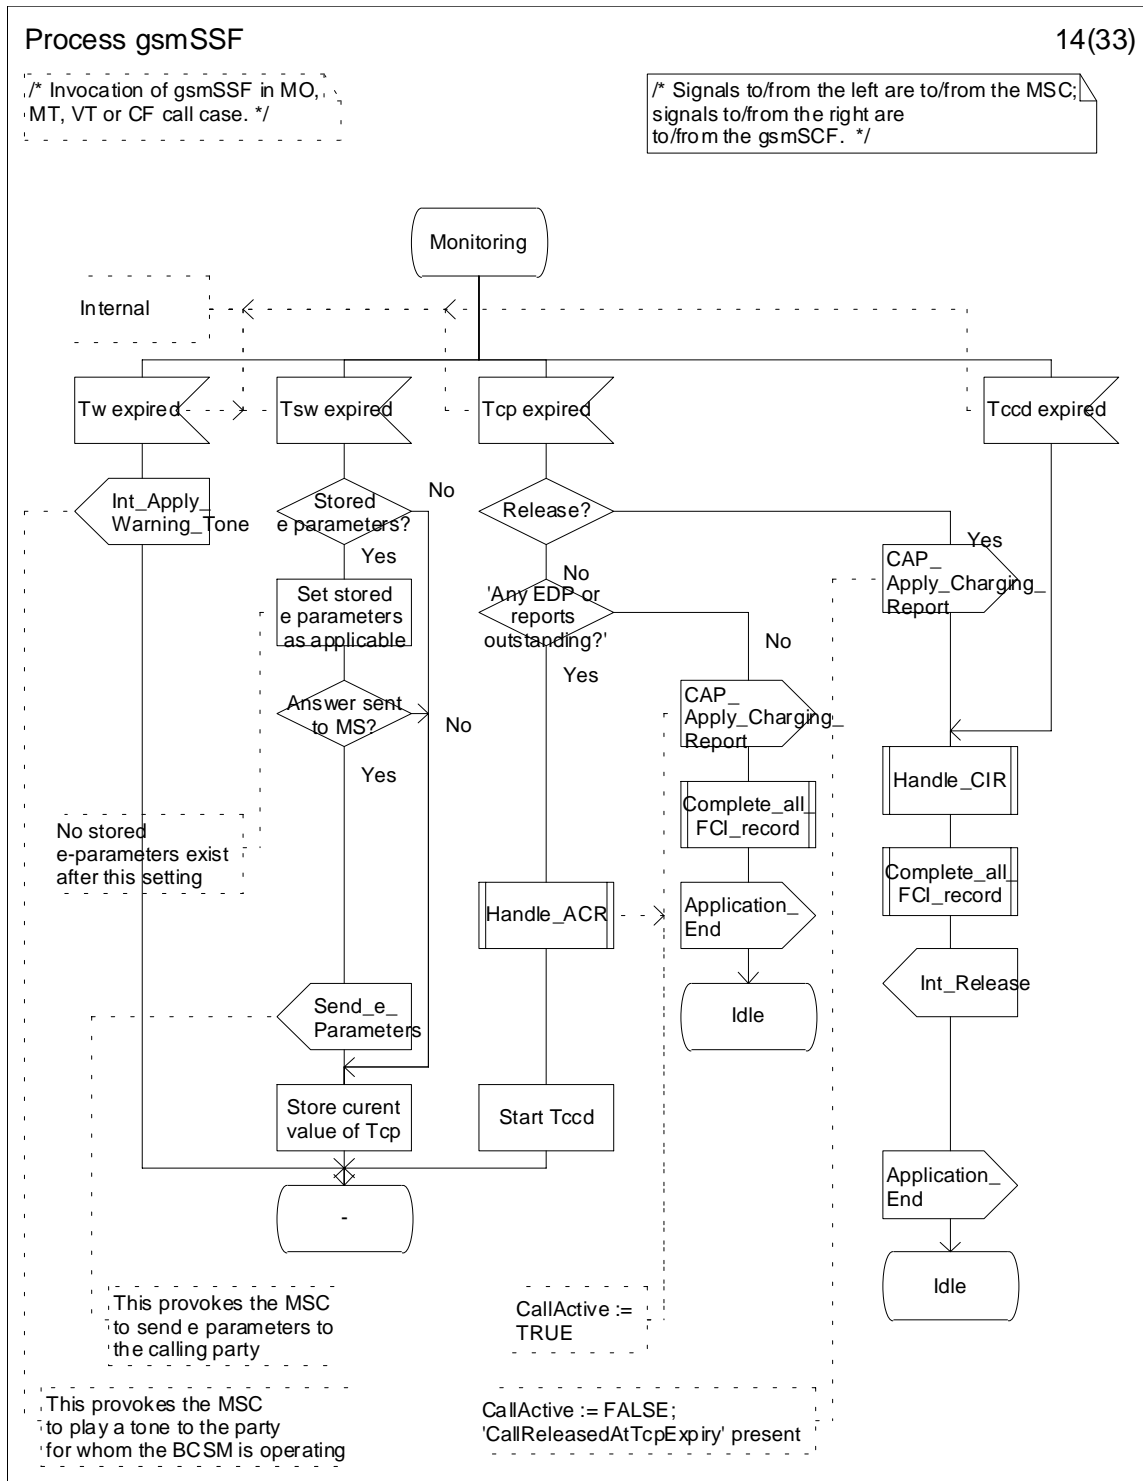 Process gsmSSF
14(33)
/* Invocation of gsmSSF in MO,
MT, VT or CF call case. */
/* Signals to/from the left are to/from the MSC;
signals to/from the right are
to/from the gsmSCF. */
Monitoring
Internal
Tw expired
Tsw expired
Tcp expired
Tccd expired
Int_Apply_
Warning_Tone
Stored
e parameters?
No
Yes
Release?
Yes
No
CAP_
Apply_Charging_
Report
Set stored
e parameters
as applicable
'Any EDP or
reports
outstanding?'
No
Yes
Answer sent
to MS?
No
Yes
CAP_
Apply_Charging_
Report
Handle_CIR
No stored
e-parameters exist
after this setting
Complete_all_
FCI_record
Complete_all_
FCI_record
Handle_ACR
Application_
End
Int_Release
Send_e_
Parameters
Idle
Store curent
value of Tcp
Start Tccd
Application_
End
-
Idle
This provokes the MSC
to send e parameters to
the calling party
CallActive :=
TRUE
This provokes the MSC
to play a tone to the party
for whom the BCSM is operating
CallActive := FALSE;
'CallReleasedAtTcpExpiry' present